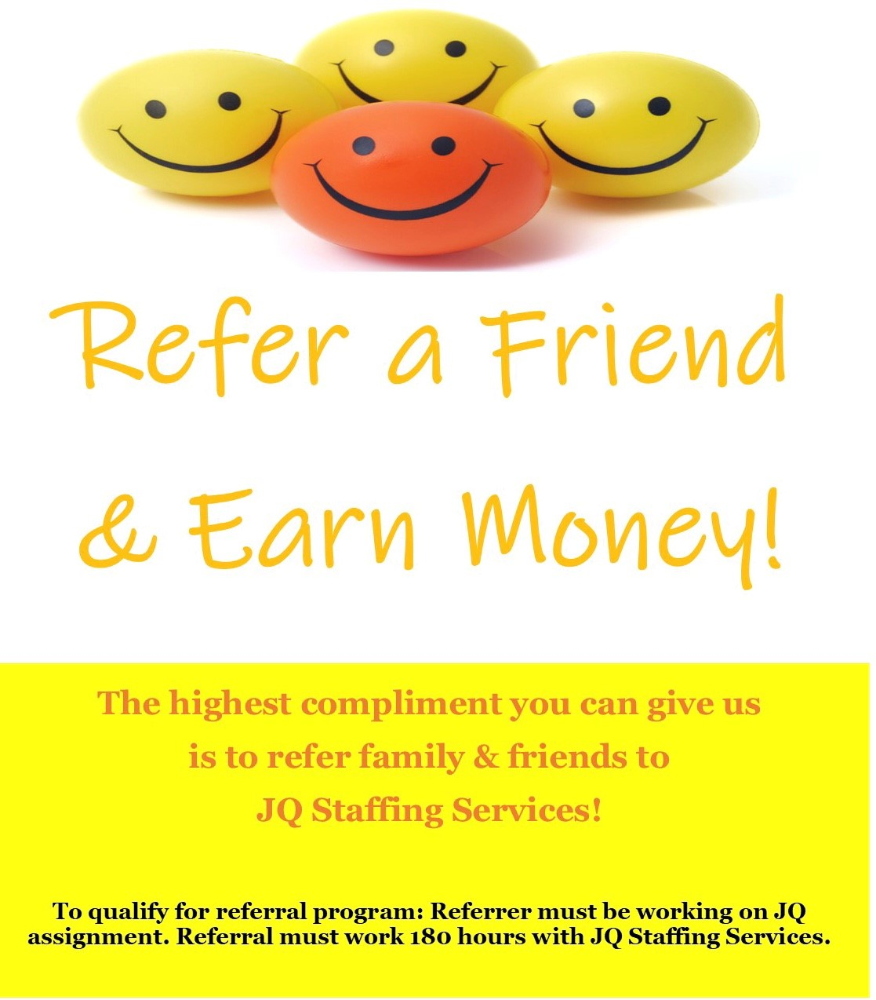 Refer a Friend
& Earn Money!
The highest compliment you can give us
is to refer family & friends to
JQ Staffing Services!
To qualify for referral program: Referrer must be working on JQ
assignment. Referral must work 180 hours with JQ Staffing Services.